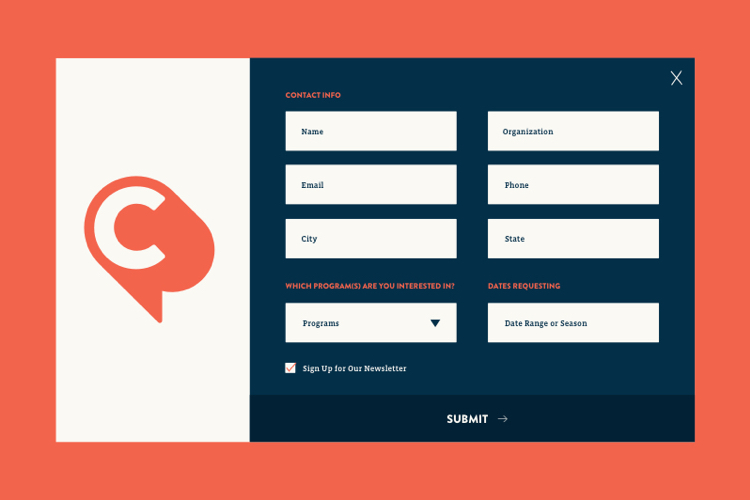 X
CONTACT INFO
Name
Organization
Email
Phone
City
State
WHICH PROGRAM(S) ARE YOU INTERESTED IN?
DATES REQUESTING
Programs
Date Range or Season
Sign Up for Our Newsletter
SUBMIT →
C